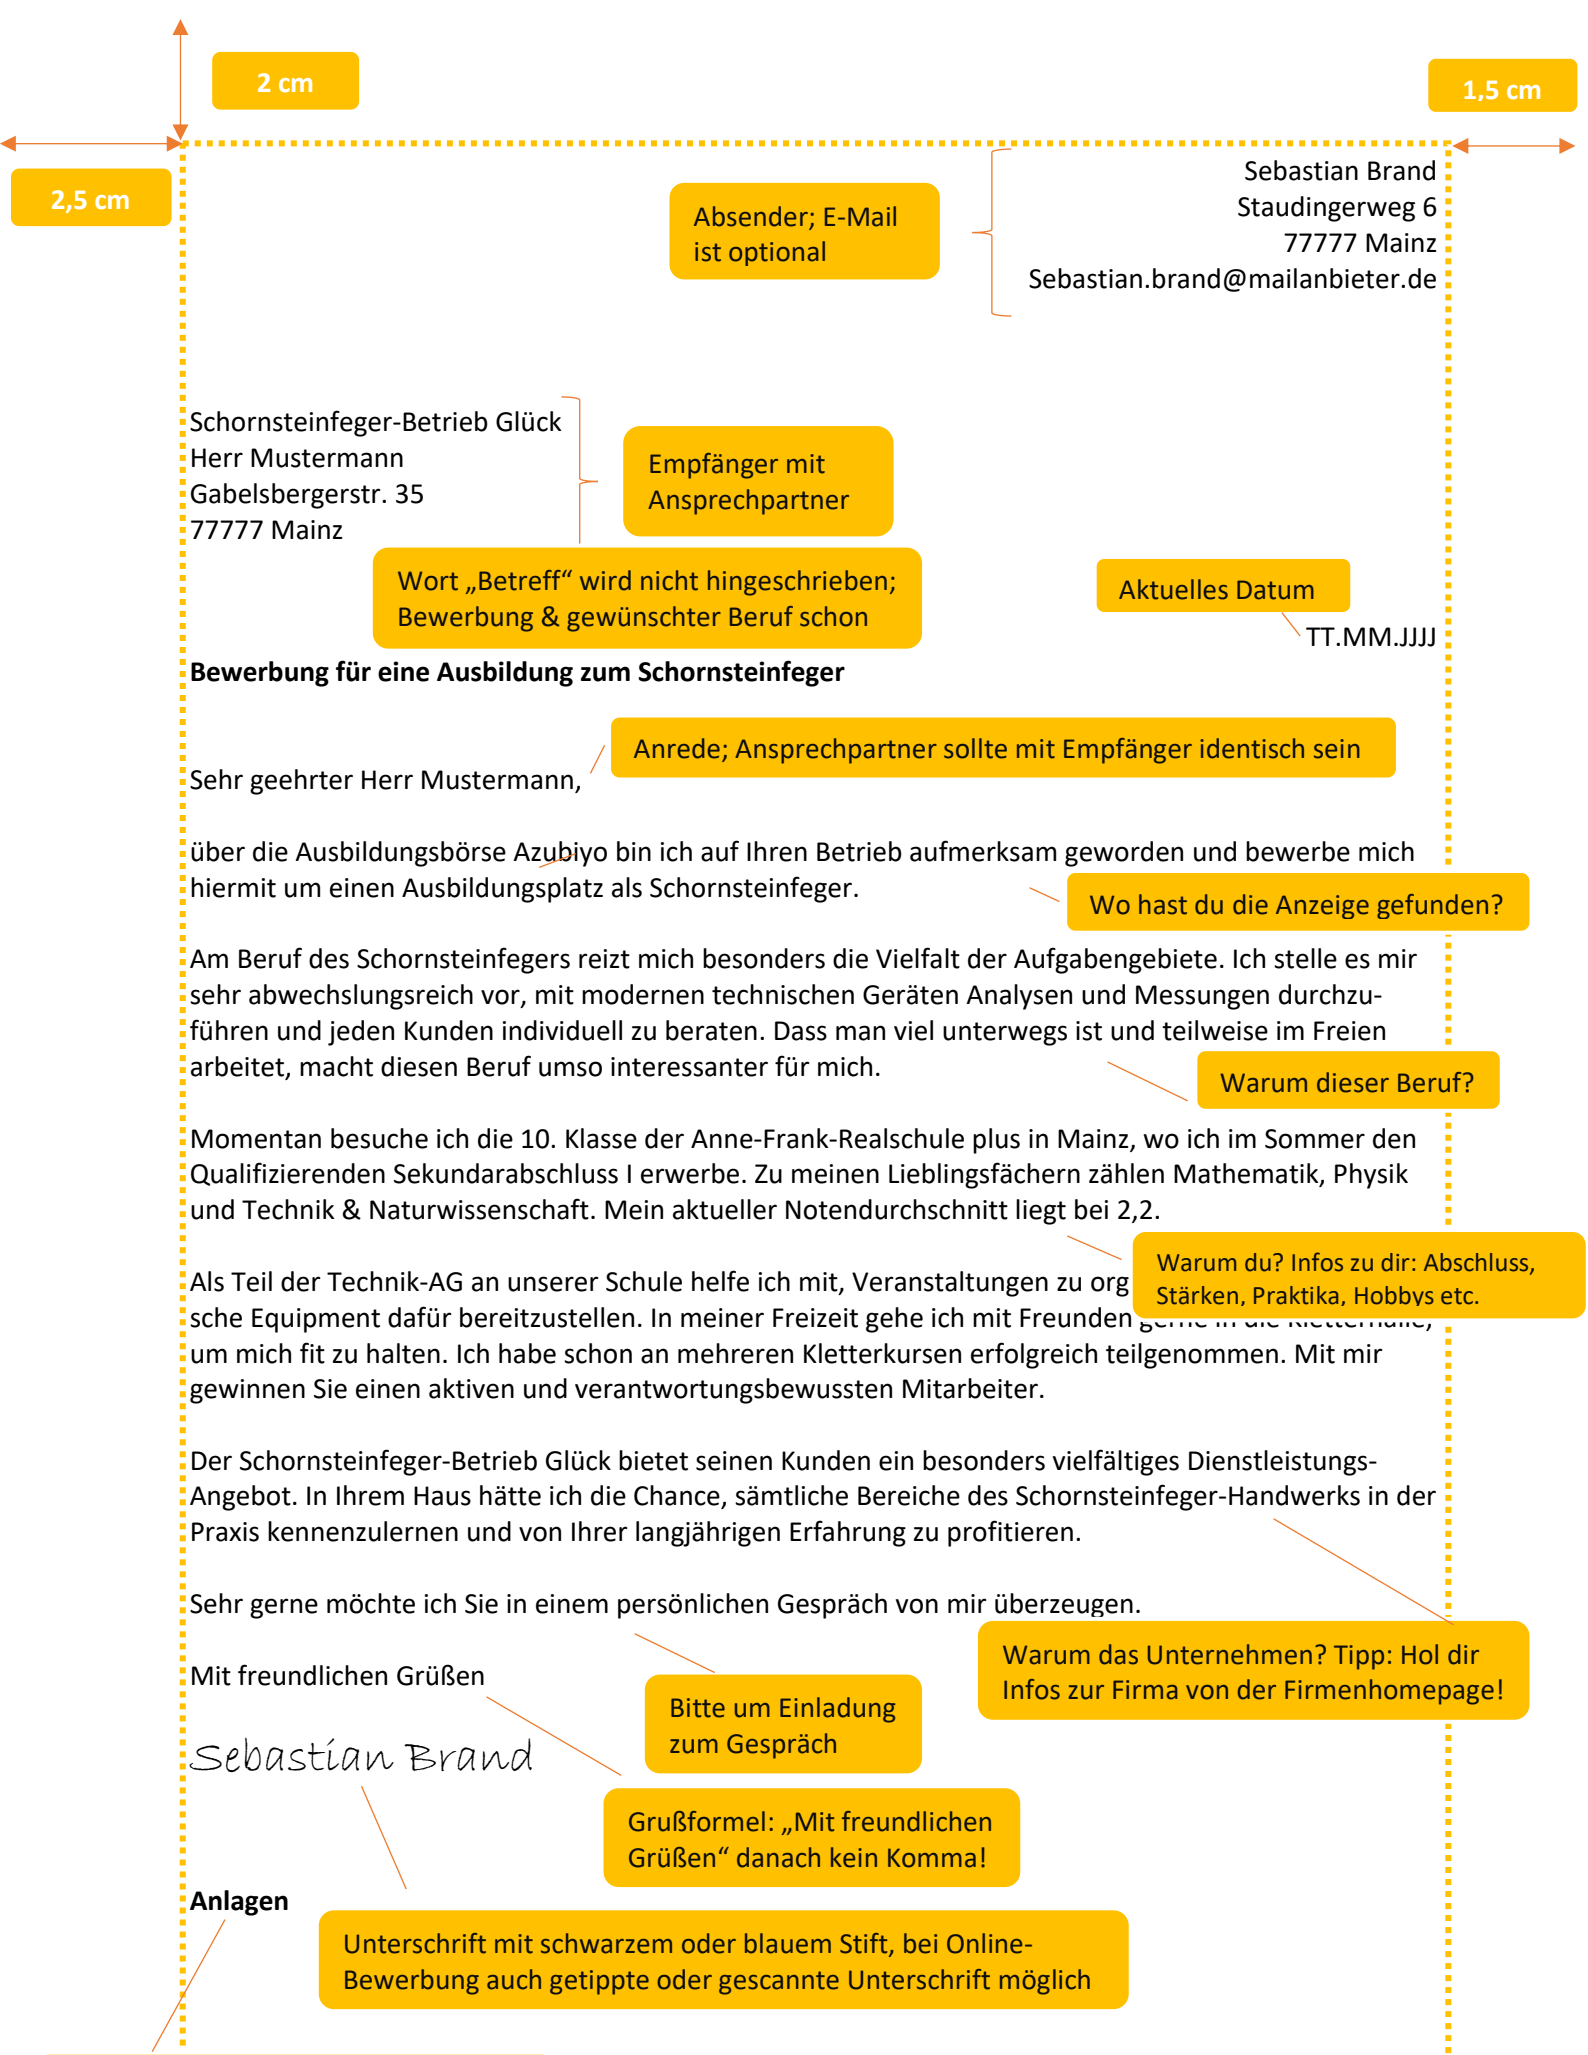 2 cm
1,5 cm
2,5 cm
Sebastian Brand
Staudingerweg 6
77777 Mainz
Sebastian.brand@mailanbieter.de
Absender; E-Mail
ist optional
Schornsteinfeger-Betrieb Glück
Herr Mustermann
Gabelsbergerstr. 35
77777 Mainz
Empfänger mit
Ansprechpartner
Wort „Betreff“ wird nicht hingeschrieben;
Bewerbung & gewünschter Beruf schon
Aktuelles Datum
TT.MM.JJJJ
Bewerbung für eine Ausbildung zum Schornsteinfeger
Anrede; Ansprechpartner sollte mit Empfänger identisch sein
Sehr geehrter Herr Mustermann,
über die Ausbildungsbörse Azubiyo bin ich auf Ihren Betrieb aufmerksam geworden und bewerbe mich
hiermit um einen Ausbildungsplatz als Schornsteinfeger.
Wo hast du die Anzeige gefunden?
Am Beruf des Schornsteinfegers reizt mich besonders die Vielfalt der Aufgabengebiete. Ich stelle es mir
sehr abwechslungsreich vor, mit modernen technischen Geräten Analysen und Messungen durchzu-
führen und jeden Kunden individuell zu beraten. Dass man viel unterwegs ist und teilweise im Freien
arbeitet, macht diesen Beruf umso interessanter für mich.
Warum dieser Beruf?
Momentan besuche ich die 10. Klasse der Anne-Frank-Realschule plus in Mainz, wo ich im Sommer den
Qualifizierenden Sekundarabschluss I erwerbe. Zu meinen Lieblingsfächern zählen Mathematik, Physik
und Technik & Naturwissenschaft. Mein aktueller Notendurchschnitt liegt bei 2,2.
Warum du? Infos zu dir: Abschluss,
Stärken, Praktika, Hobbys etc.
Als Teil der Technik-AG an unserer Schule helfe ich mit, Veranstaltungen zu org
sche Equipment dafür bereitzustellen. In meiner Freizeit gehe ich mit Freunden gerne in die Kletterhalle,
um mich fit zu halten. Ich habe schon an mehreren Kletterkursen erfolgreich teilgenommen. Mit mir
gewinnen Sie einen aktiven und verantwortungsbewussten Mitarbeiter.
Der Schornsteinfeger-Betrieb Glück bietet seinen Kunden ein besonders vielfältiges Dienstleistungs-
Angebot. In Ihrem Haus hätte ich die Chance, sämtliche Bereiche des Schornsteinfeger-Handwerks in der
Praxis kennenzulernen und von Ihrer langjährigen Erfahrung zu profitieren.
Sehr gerne möchte ich Sie in einem persönlichen Gespräch von mir überzeugen.
Warum das Unternehmen? Tipp: Hol dir
Infos zur Firma von der Firmenhomepage!
Mit freundlichen Grüßen
Bitte um Einladung
zum Gespräch
Sebastian Brand
Grußformel: „Mit freundlichen
Grüßen“ danach kein Komma!
Anlagen
Unterschrift mit schwarzem oder blauem Stift, bei Online-
Bewerbung auch getippte oder gescannte Unterschrift möglich